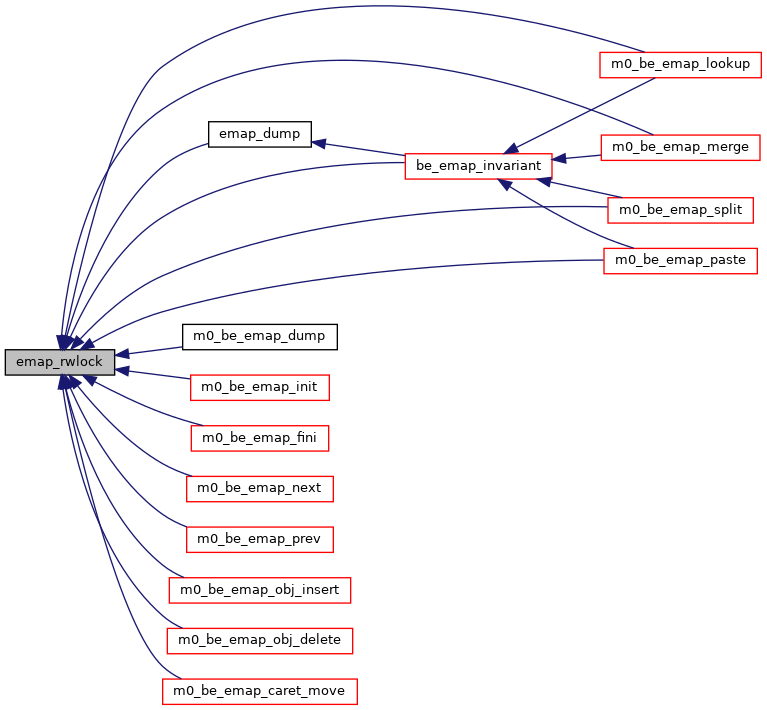 m0_be_emap_lookup
emap_dump
m0_be_emap_merge
be_emap_invariant
m0_be_emap_split
m0_be_emap_paste
m0_be_emap_dump
emap_rwlock
m0_be_emap_init
m0_be_emap_fini
m0_be_emap_next
m0_be_emap_prev
m0_be_emap_obj_insert
m0_be_emap_obj_delete
m0_be_emap_caret_move